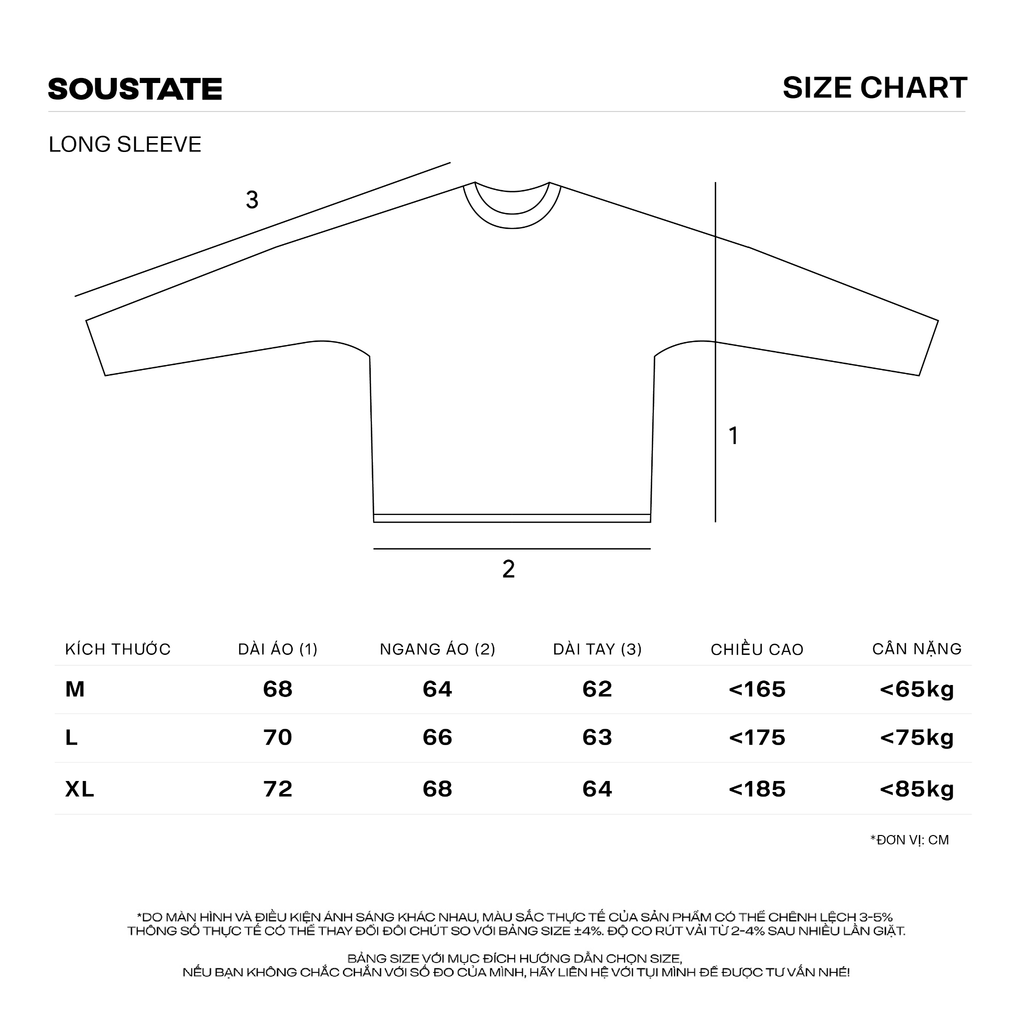 SOUSTATE
SIZE CHART
LONG SLEEVE
3
1
2
KÍCH THƯỚC DÀI ÁO (1) NGANG ÁO (2) DÀI TAY (3) CHIỀU CAO CÂN NẶNG
M 68 64 62 <165 <65kg
L 70 66 63 <175 <75kg
XL 72 68 64 <185 <85kg
*ĐƠN VỊ: CM
*DO MÀN HÌNH VÀ ĐIỀU KIỆN ÁNH SÁNG KHÁC NHAU, MÀU SẮC THỰC TẾ CỦA SẢN PHẨM CÓ THỂ CHÊNH LỆCH 3-5%
THÔNG SỐ THỰC TẾ CÓ THỂ THAY ĐỔI ĐÔI CHÚT SO VỚI BẢNG SIZE ±4%. ĐỘ CO RÚT VẢI TỪ 2-4% SAU NHIỀU LẦN GIẶT.
BẢNG SIZE VỚI MỤC ĐÍCH HƯỚNG DẪN CHỌN SIZE,
NẾU BẠN KHÔNG CHẮC CHẮN VỚI SỐ ĐO CỦA MÌNH, HÃY LIÊN HỆ VỚI TỤI MÌNH ĐỂ ĐƯỢC TƯ VẤN NHÉ!